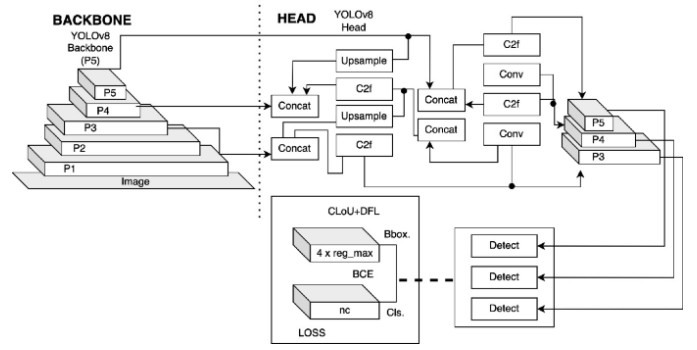 BACKBONE
YOLOv8
Backbone
(P5)
P5
P4
P3
P2
P1
Image
HEAD
YOLOv8
Head
Upsample
C2f
Concat
Upsample
Concat
C2f
C2f
Conv
Concat
C2f
Concat
Conv
P5
P4
P3
CLoU+DFL
Bbox.
4 x reg_max
BCE
nc
Cls.
LOSS
Detect
Detect
Detect